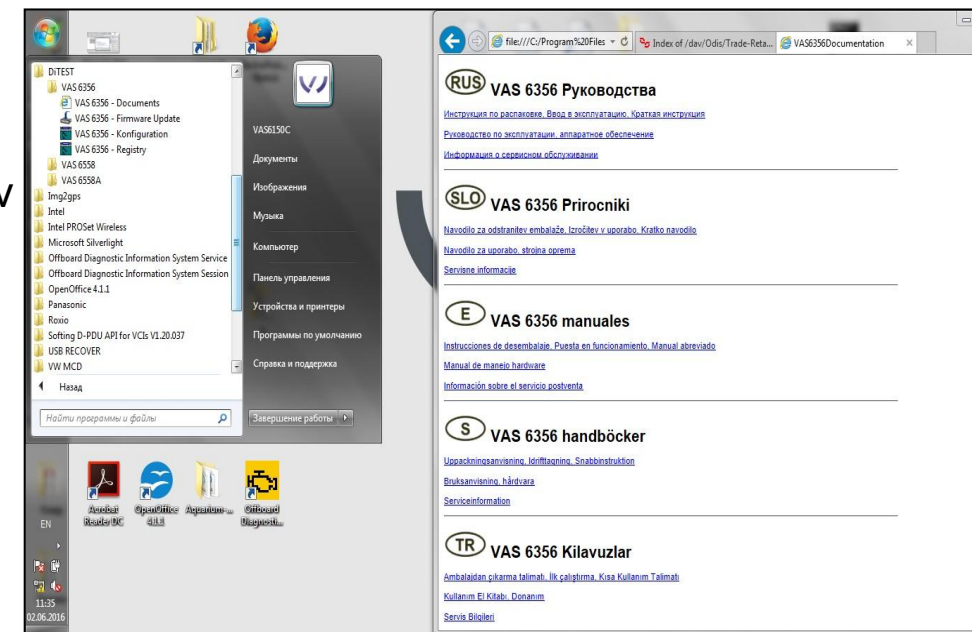 DiTEST
VAS 6356
VAS 6356 - Documents
VAS 6356 - Firmware Update
VAS 6356 - Konfiguration
VAS 6356 - Registry
VAS 6558
VAS 6558A
Img2gps
Intel
Intel PROSet Wireless
Microsoft Silverlight
Offboard Diagnostic Information System Service
Offboard Diagnostic Information System Session
OpenOffice 4.1.1
Panasonic
Roxio
Softing D-PDU API for VCIs V1.20.037
USB RECOVER
VW MCD
Назад
Найти программы и файлы
VAS6150C
Документы
Изображения
Музыка
Компьютер
Панель управления
Устройства и принтеры
Программы по умолчанию
Справка и поддержка
Завершение работы
Acrobat Reader DC
OpenOffice 4.1.1
Aquarium-...
Offboard Diagnosti...
EN
11:35
02.06.2016
V
file:///C:/Program%20Files
Index of /dav/Odis/Trade-Reta...
VAS6356Documentation
RUS VAS 6356 Руководства
Инструкция по распаковке, Ввод в эксплуатацию, Краткая инструкция
Руководство по эксплуатации, аппаратное обеспечение
Информация о сервисном обслуживании
SLO VAS 6356 Prirocniki
Navodilo za odstranitev embalaže, Izročitev v uporabo, Kratko navodilo
Navodilo za uporabo, strojna oprema
Servisne informacije
E VAS 6356 manuales
Instrucciones de desembalaje, Puesta en funcionamiento, Manual abreviado
Manual de manejo hardware
Información sobre el servicio postventa
S VAS 6356 handböcker
Uppackningsanvisning, Idrifttagning, Snabbinstruktion
Bruksanvisning, hårdvara
Serviceinformation
TR VAS 6356 Kilavuzlar
Ambalajdan çıkarma talimatı, İlk çalıştırma, Kısa Kullanım Talimatı
Kullanım El Kitabı, Donanım
Servis Bilgileri